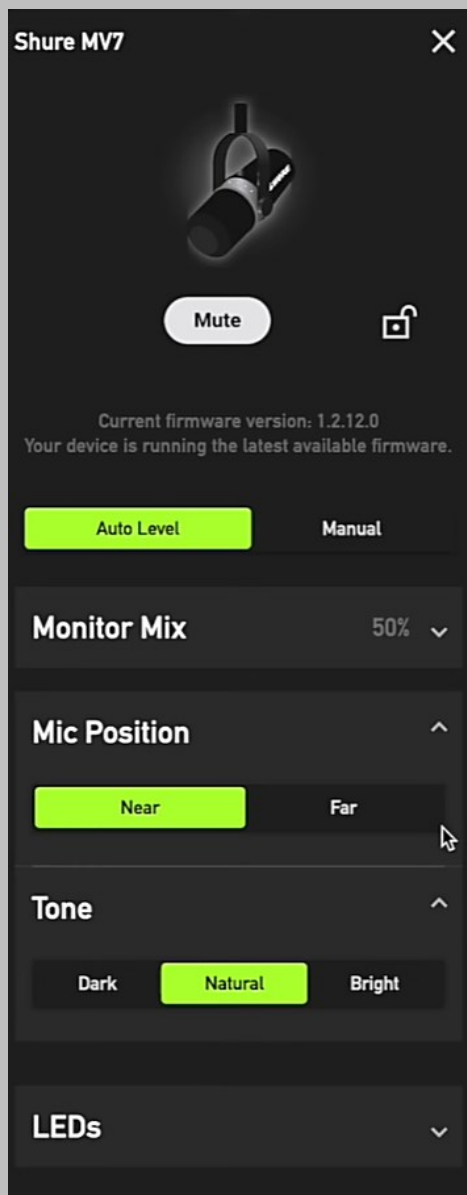 Shure MV7
SHURE
Mute
Current firmware version: 1.2.12.0
Your device is running the latest available firmware.
Auto Level Manual
Monitor Mix 50%
Mic Position
Near Far
Tone
Dark Natural Bright
LEDs